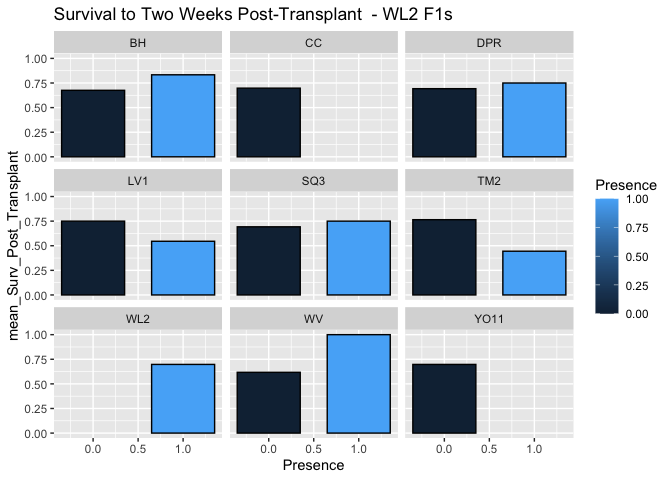 Survival to Two Weeks Post-Transplant  - WL2 F1s
BH CC DPR
1.00
0.75
0.50
0.25
0.00
LV1 SQ3 TM2
1.00
0.75
0.50
0.25
0.00
WL2 WV YO11
1.00
0.75
0.50
0.25
0.00
0.0 0.5 1.0 0.0 0.5 1.0 0.0 0.5 1.0
Presence
mean_Surv_Post_Transplant
Presence
1.00
0.75
0.50
0.25
0.00